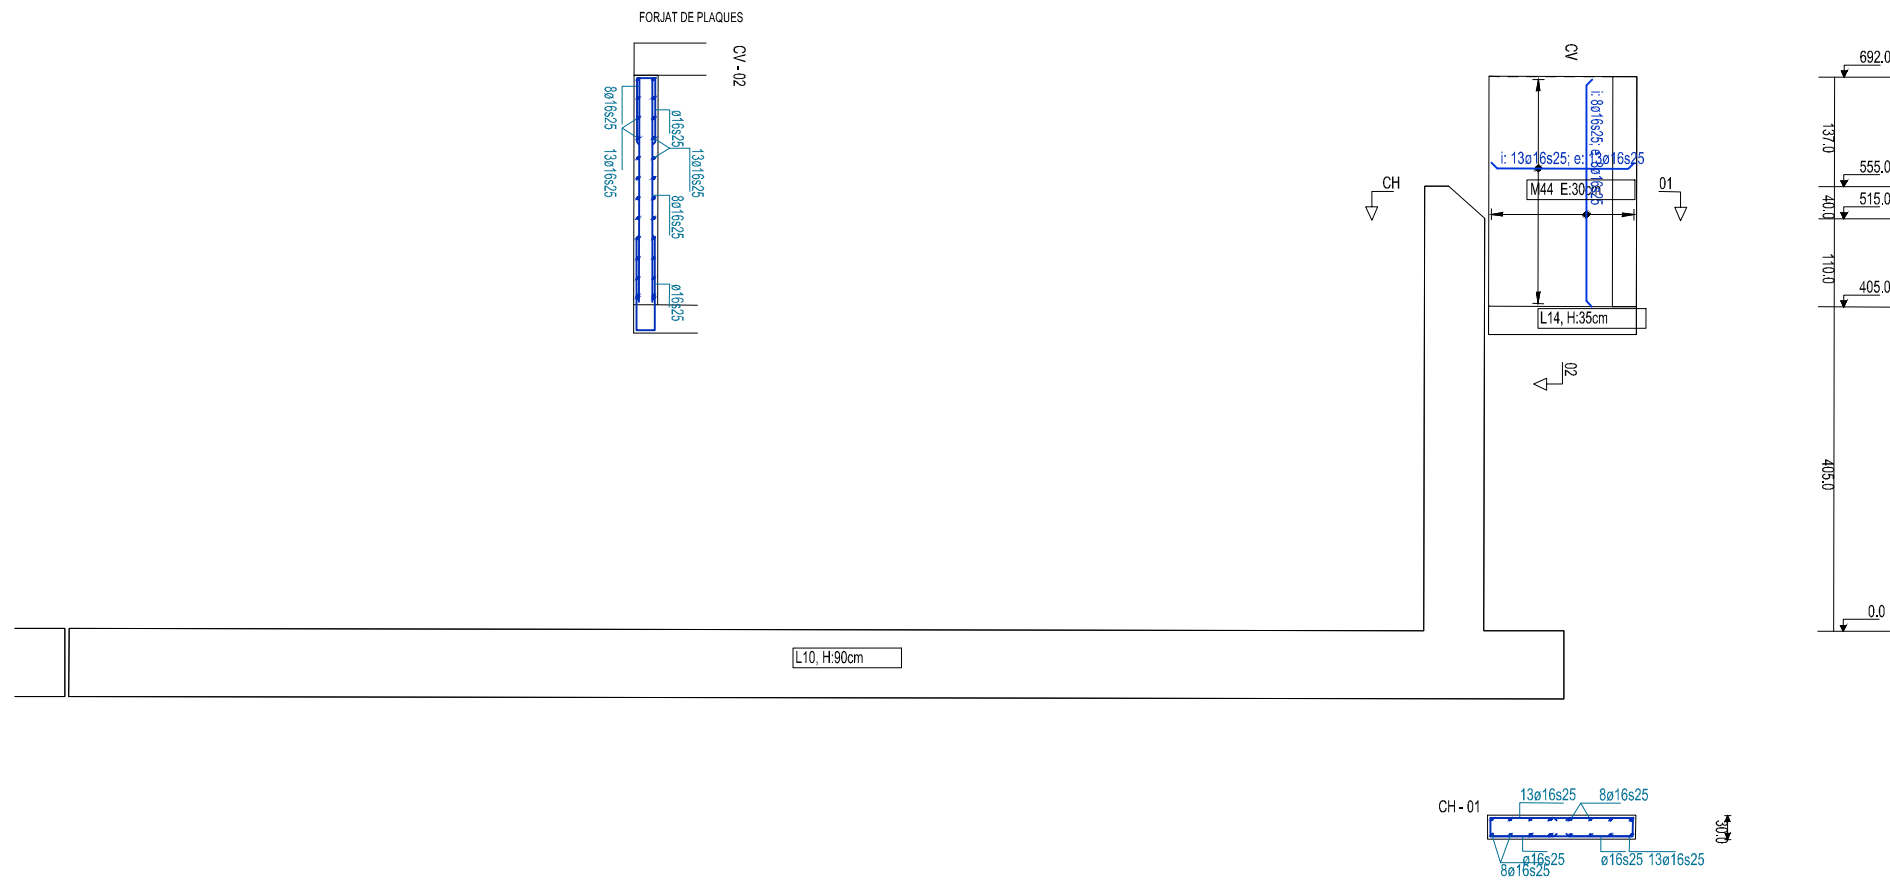 FORJAT DE PLAQUES
CV - 02
8ø16s25
13ø16s25
ø16s25
13ø16s25
8ø16s25
ø16s25
CV
i: 8ø16s25; e: 8ø16s25
i: 13ø16s25; e: 13ø16s25
M44 E:30cm
CH
01
L14, H:35cm
02
692.0
137.0
555.0
40.0
515.0
110.0
405.0
405.0
0.0
L10, H:90cm
CH - 01
13ø16s25
8ø16s25
30.0
ø16s25
ø16s25
13ø16s25
8ø16s25